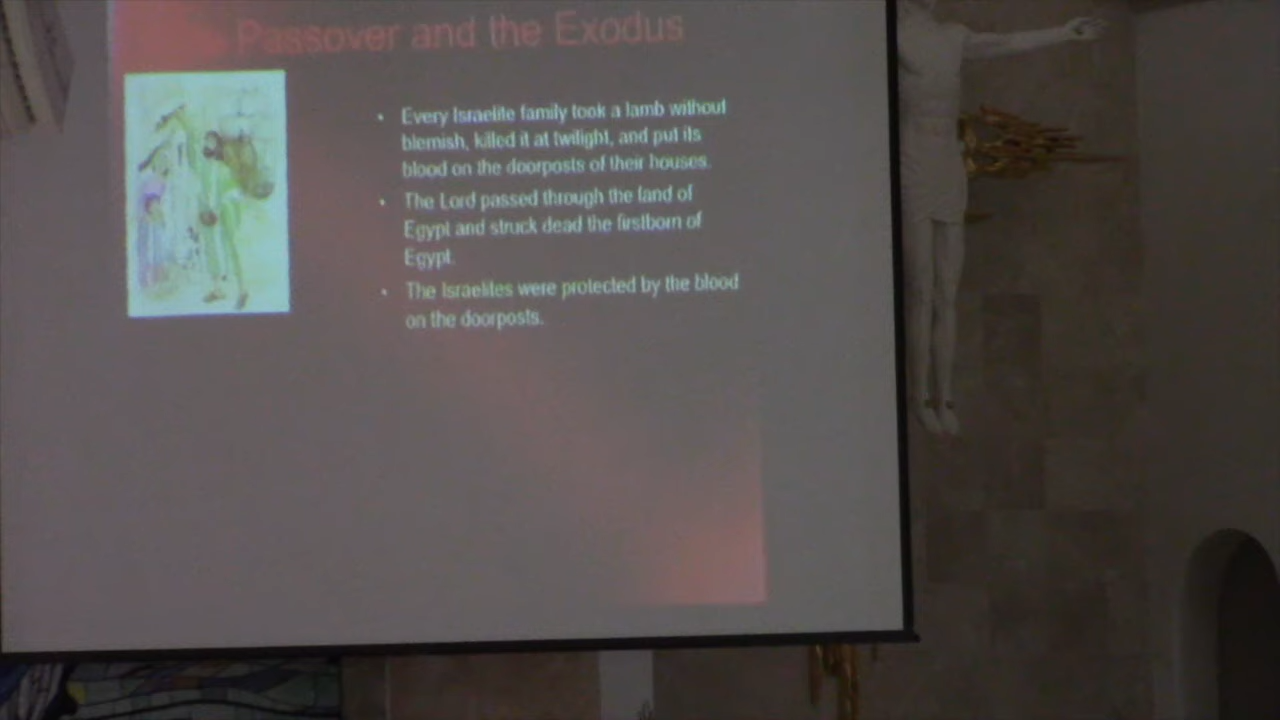 Passover and the Exodus
• Every Israelite family took a lamb without
blemish, killed it at twilight, and put its
blood on the doorposts of their houses.
• The Lord passed through the land of
Egypt and struck dead the firstborn of
Egypt.
• The Israelites were protected by the blood
on the doorposts.